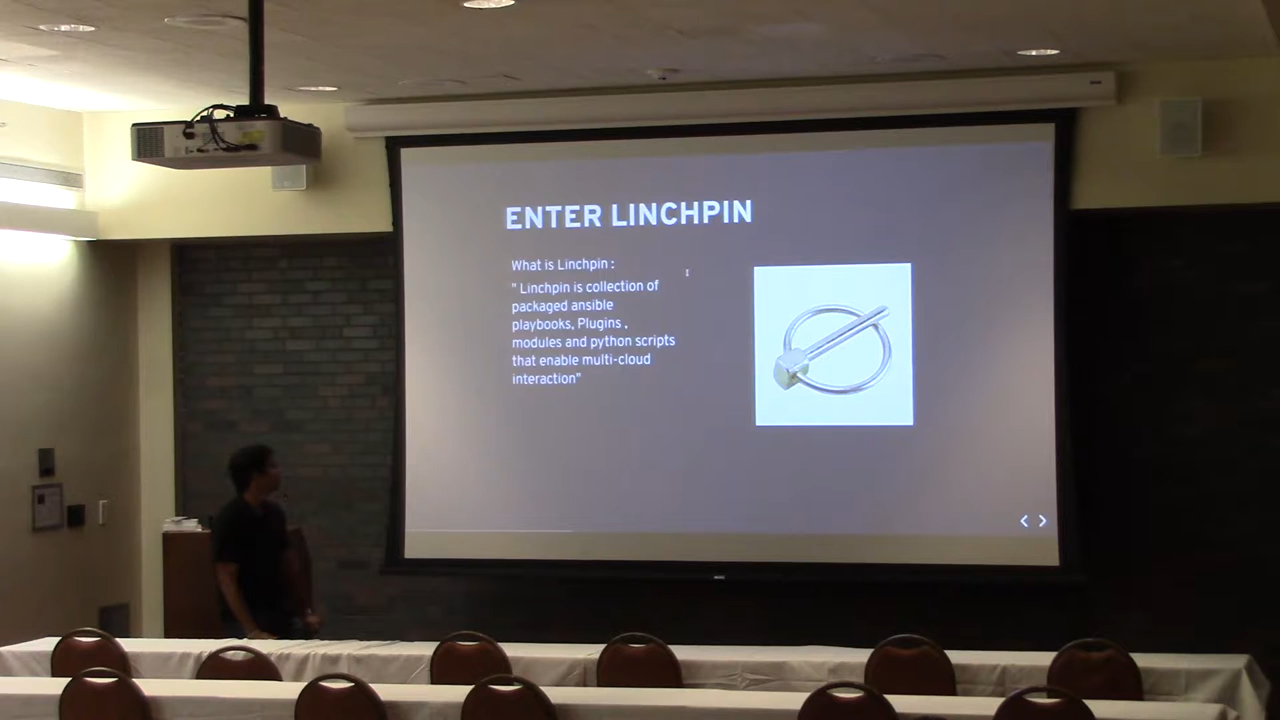 ENTER LINCHPIN
What is Linchpin :
" Linchpin is collection of
packaged ansible
playbooks, Plugins ,
modules and python scripts
that enable multi-cloud
interaction"